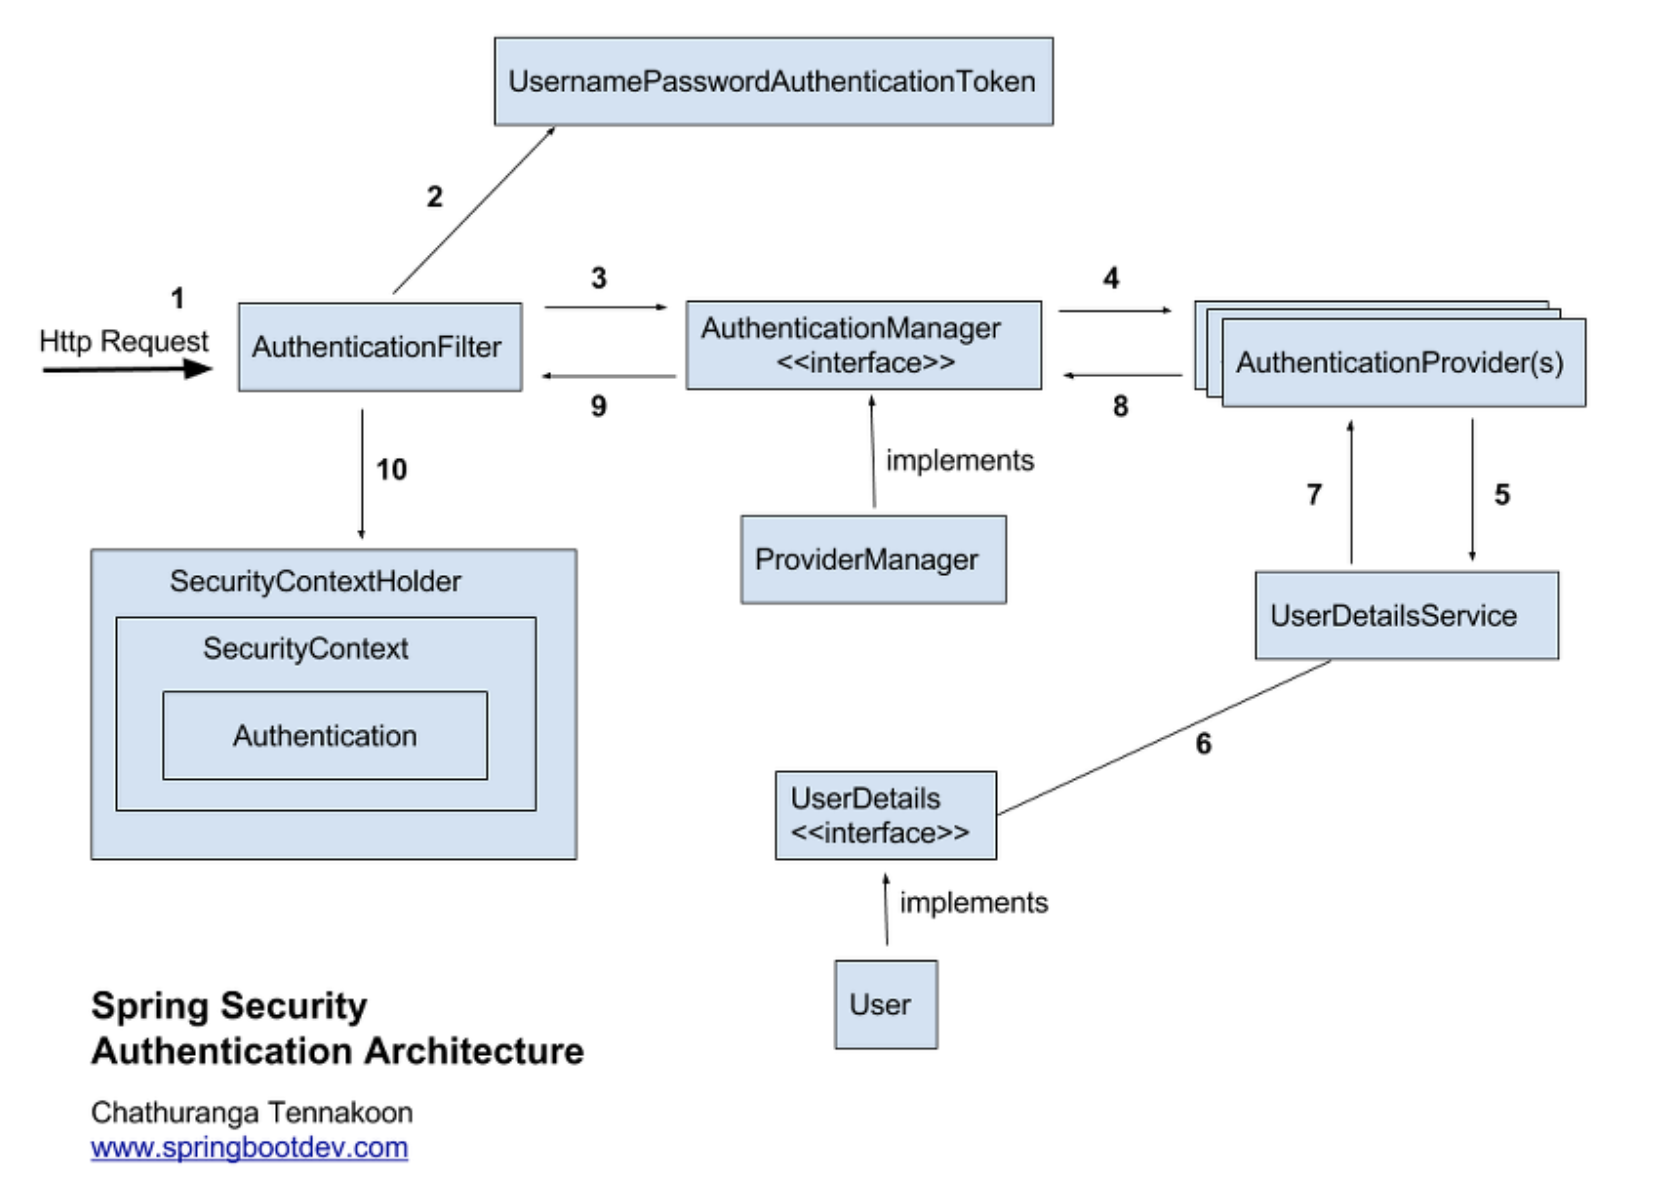 UsernamePasswordAuthenticationToken
2
1
Http Request
AuthenticationFilter
3
9
AuthenticationManager
<<interface>>
4
8
AuthenticationProvider(s)
10
implements
ProviderManager
7
5
UserDetailsService
SecurityContextHolder
SecurityContext
Authentication
6
UserDetails
<<interface>>
implements
User
Spring Security
Authentication Architecture
Chathuranga Tennakoon
www.springbootdev.com